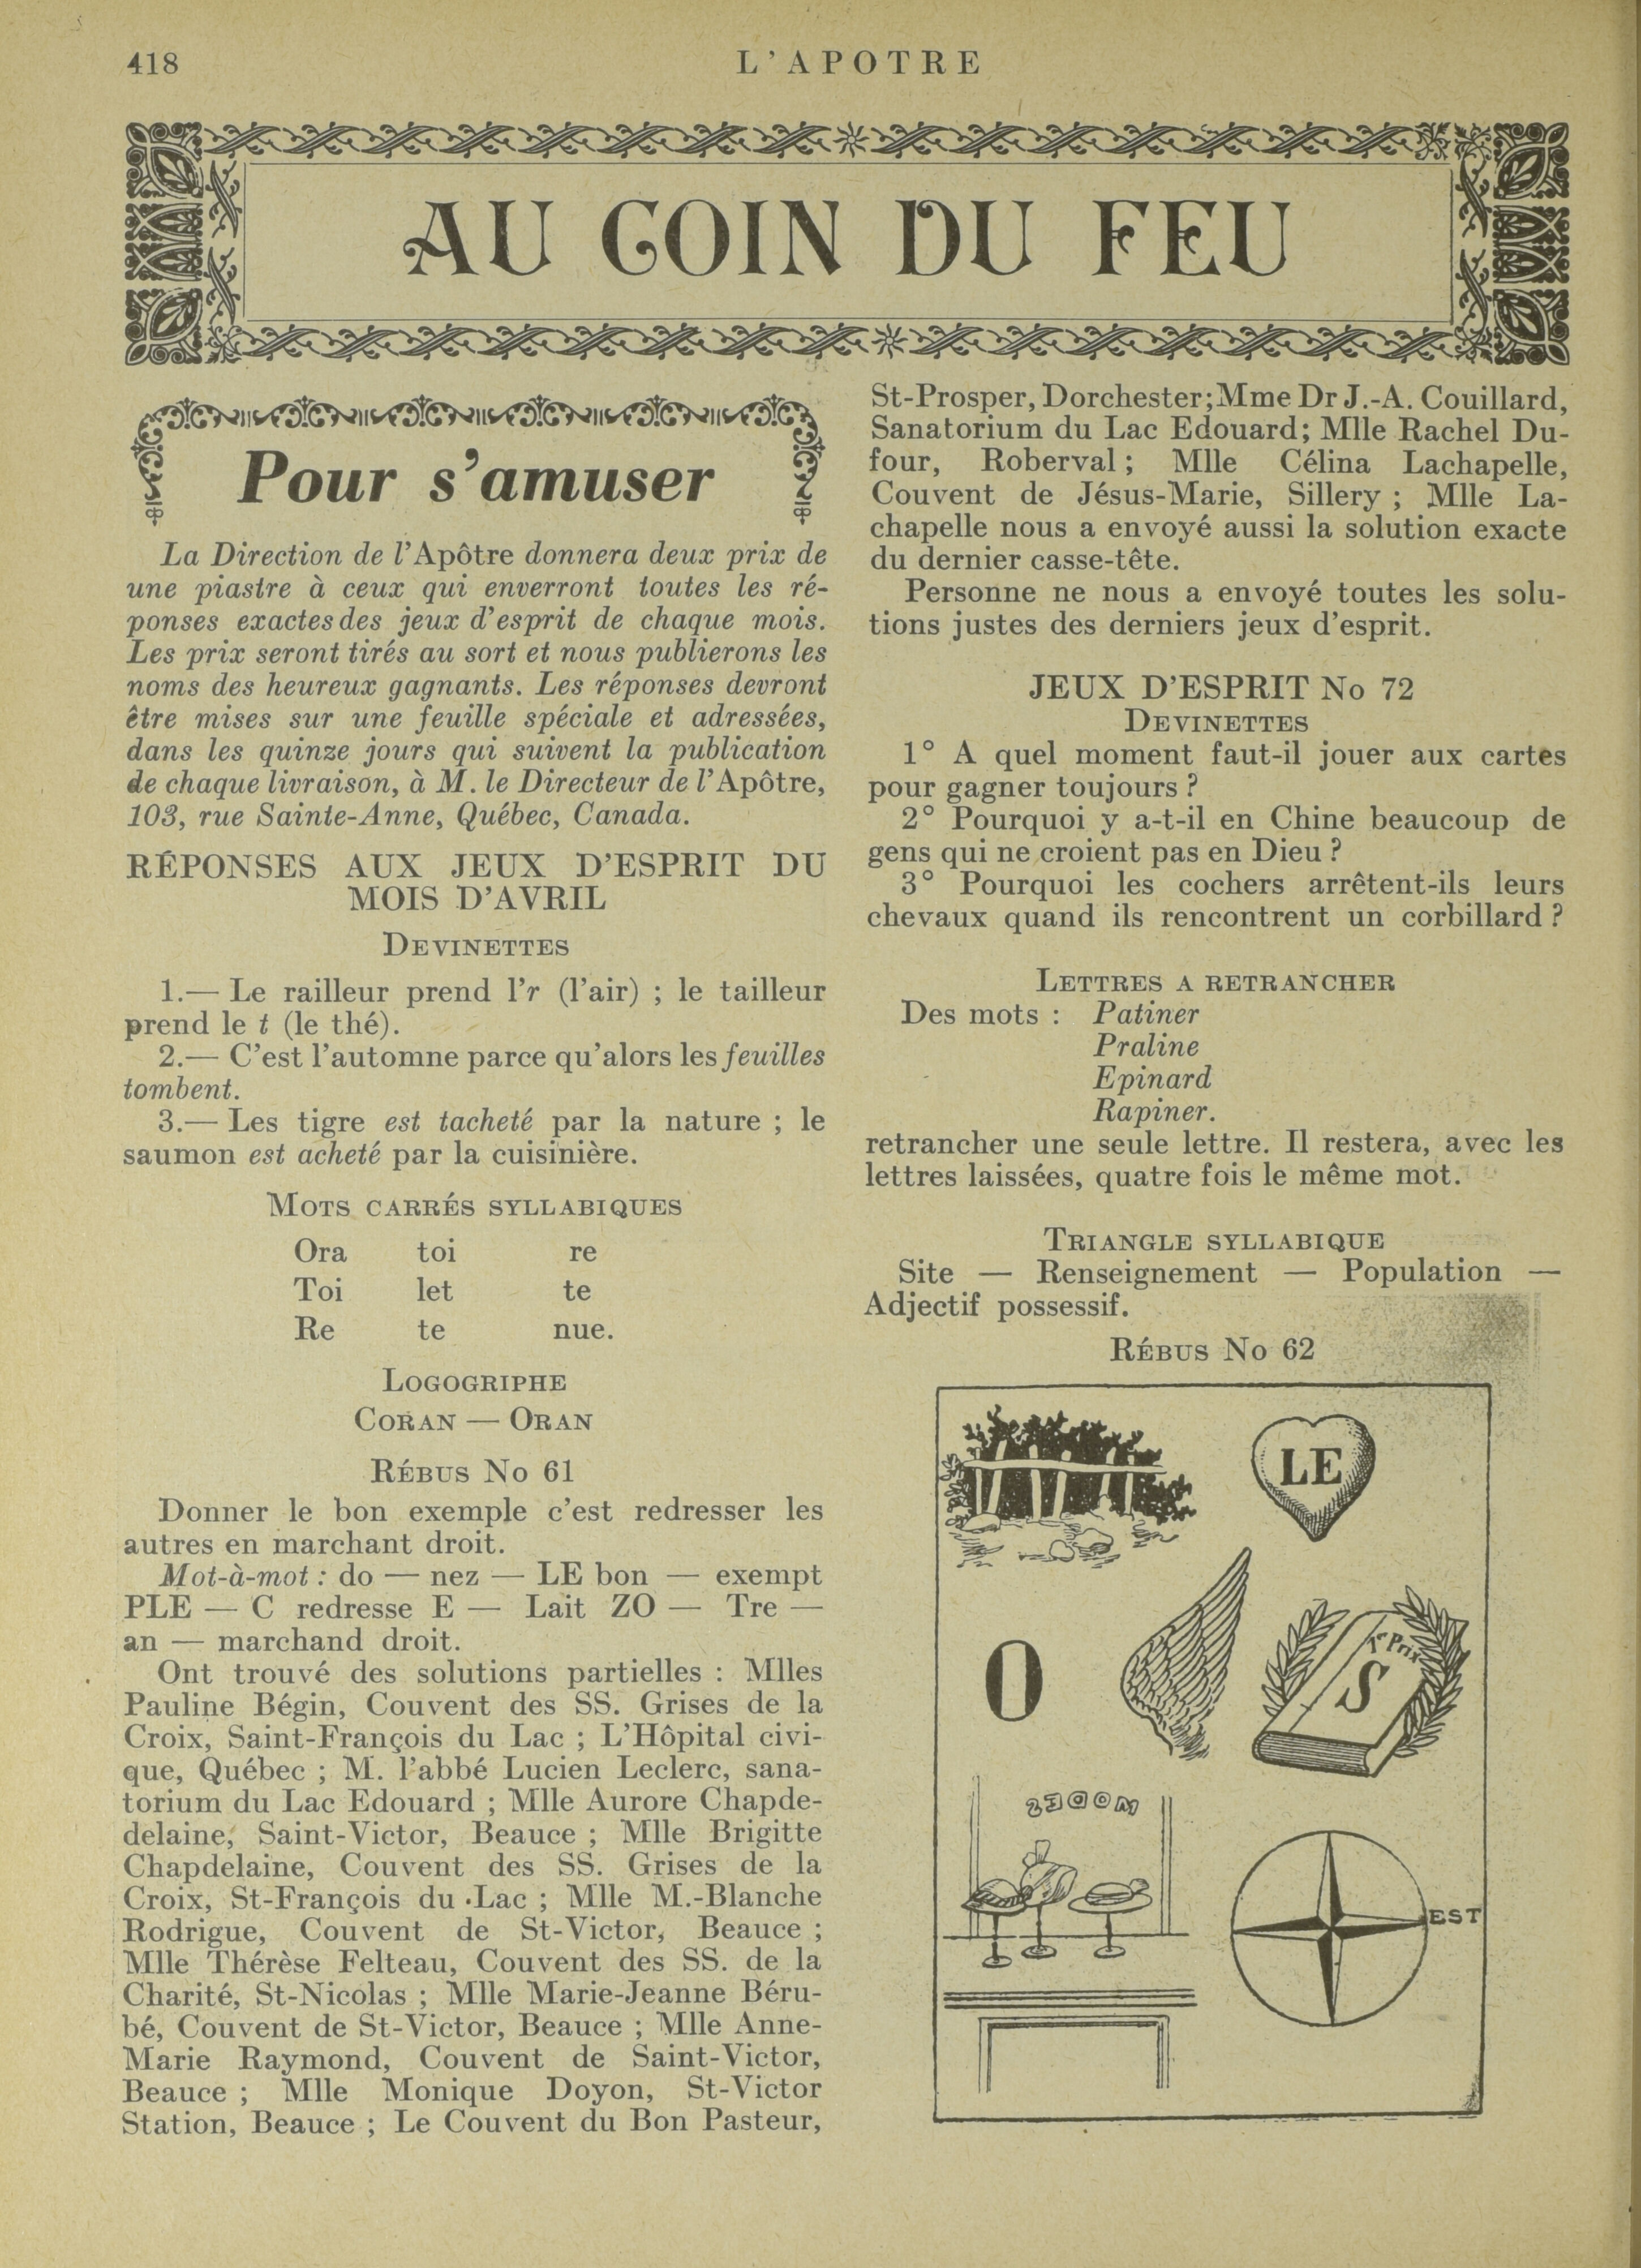 418
L'APOTRE
AU COIN DU FEU
Pour s'amuser
La Direction de l'Apôtre donnera deux prix de
une piastre à ceux qui enverront toutes les ré-
ponses exactes des jeux d'esprit de chaque mois.
Les prix seront tirés au sort et nous publierons les
noms des heureux gagnants. Les réponses devront
être mises sur une feuille spéciale et adressées,
dans les quinze jours qui suivent la publication
de chaque livraison, à M. le Directeur de l'Apôtre,
103, rue Sainte-Anne, Québec, Canada.
RÉPONSES AUX JEUX D'ESPRIT DU
MOIS D'AVRIL
DEVINETTES
1.— Le railleur prend l'r (l'air) ; le tailleur
prend le t (le thé).
2.— C'est l'automne parce qu'alors les feuilles
tombent.
3.— Les tigre est tacheté par la nature ; le
saumon est acheté par la cuisinière.
MOTS CARRÉS SYLLABIQUES
Ora toi re
Toi let te
Re te nue.
LOGOGRIPHE
CORAN — ORAN
RÉBUS No 61
Donner le bon exemple c'est redresser les
autres en marchant droit.
Mot-à-mot : do — nez — LE bon — exempt
PLE — C redresse E — Lait ZO — Tre —
an — marchand droit.
Ont trouvé des solutions partielles : Mlles
Pauline Bégin, Couvent des SS. Grises de la
Croix, Saint-François du Lac ; L'Hôpital civi-
que, Québec ; M. l'abbé Lucien Leclerc, sana-
torium du Lac Edouard ; Mlle Aurore Chapde-
delaine, Saint-Victor, Beauce ; Mlle Brigitte
Chapdelaine, Couvent des SS. Grises de la
Croix, St-François du Lac ; Mlle M.-Blanche
Rodrigue, Couvent de St-Victor, Beauce ;
Mlle Thérèse Felteau, Couvent des SS. de la
Charité, St-Nicolas ; Mlle Marie-Jeanne Béru-
bé, Couvent de St-Victor, Beauce ; Mlle Anne-
Marie Raymond, Couvent de Saint-Victor,
Beauce ; Mlle Monique Doyon, St-Victor
Station, Beauce ; Le Couvent du Bon Pasteur,
St-Prosper, Dorchester; Mme Dr J.-A. Couillard,
Sanatorium du Lac Edouard; Mlle Rachel Du-
four, Roberval ; Mlle Célina Lachapelle,
Couvent de Jésus-Marie, Sillery ; Mlle La-
chapelle nous a envoyé aussi la solution exacte
du dernier casse-tête.
Personne ne nous a envoyé toutes les solu-
tions justes des derniers jeux d'esprit.
JEUX D'ESPRIT No 72
DEVINETTES
1° A quel moment faut-il jouer aux cartes
pour gagner toujours ?
2° Pourquoi y a-t-il en Chine beaucoup de
gens qui ne croient pas en Dieu ?
3° Pourquoi les cochers arrêtent-ils leurs
chevaux quand ils rencontrent un corbillard ?
LETTRES A RETRANCHER
Des mots : Patiner
Praline
Epinard
Rapiner.
retrancher une seule lettre. Il restera, avec les
lettres laissées, quatre fois le même mot.
TRIANGLE SYLLABIQUE
Site — Renseignement — Population —
Adjectif possessif.
RÉBUS No 62
LE
O
1er Prix
S
MODES
EST